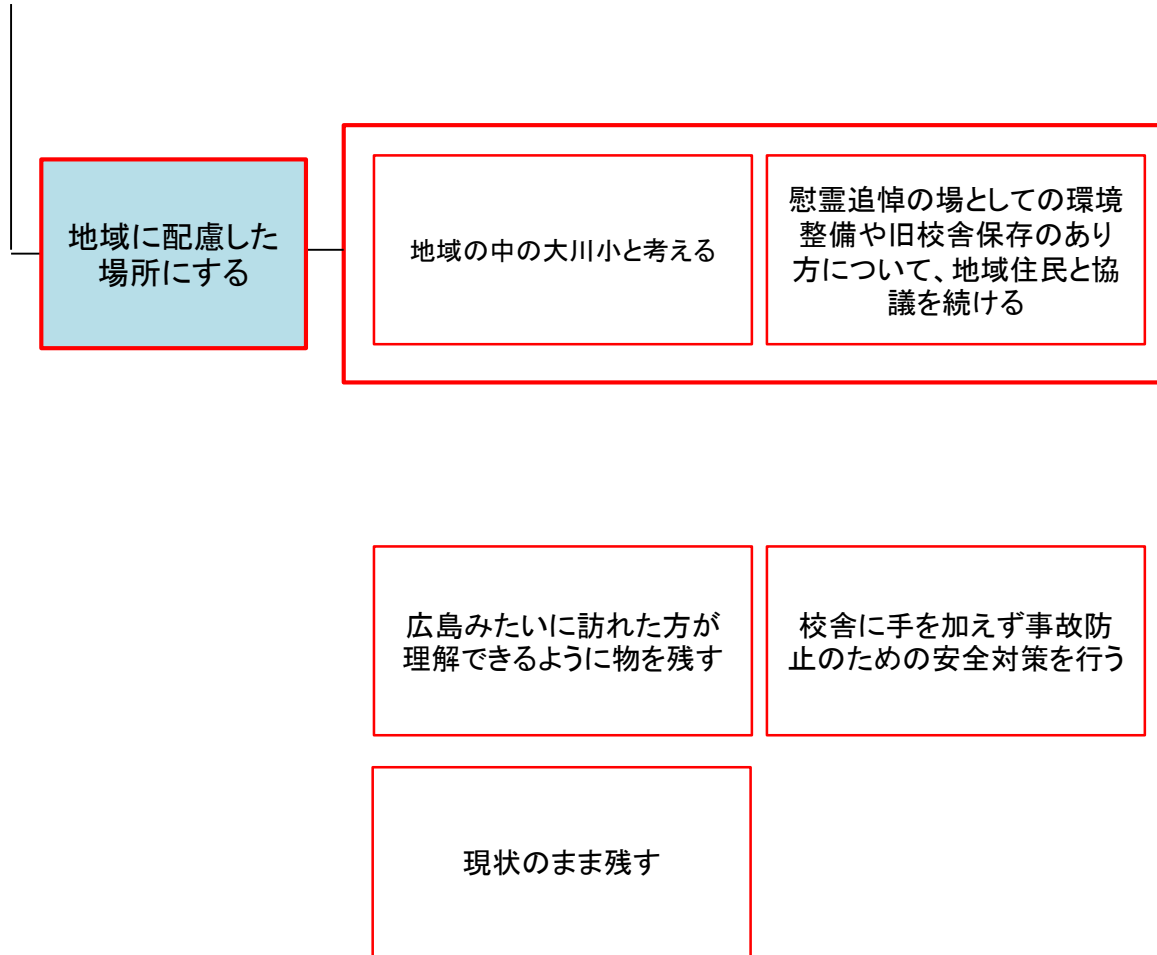 地域に配慮した
場所にする
地域の中の大川小と考える
慰霊追悼の場としての環境
整備や旧校舎保存のあり
方について、地域住民と協
議を続ける
広島みたいに訪れた方が
理解できるように物を残す
校舎に手を加えず事故防
止のための安全対策を行う
現状のまま残す